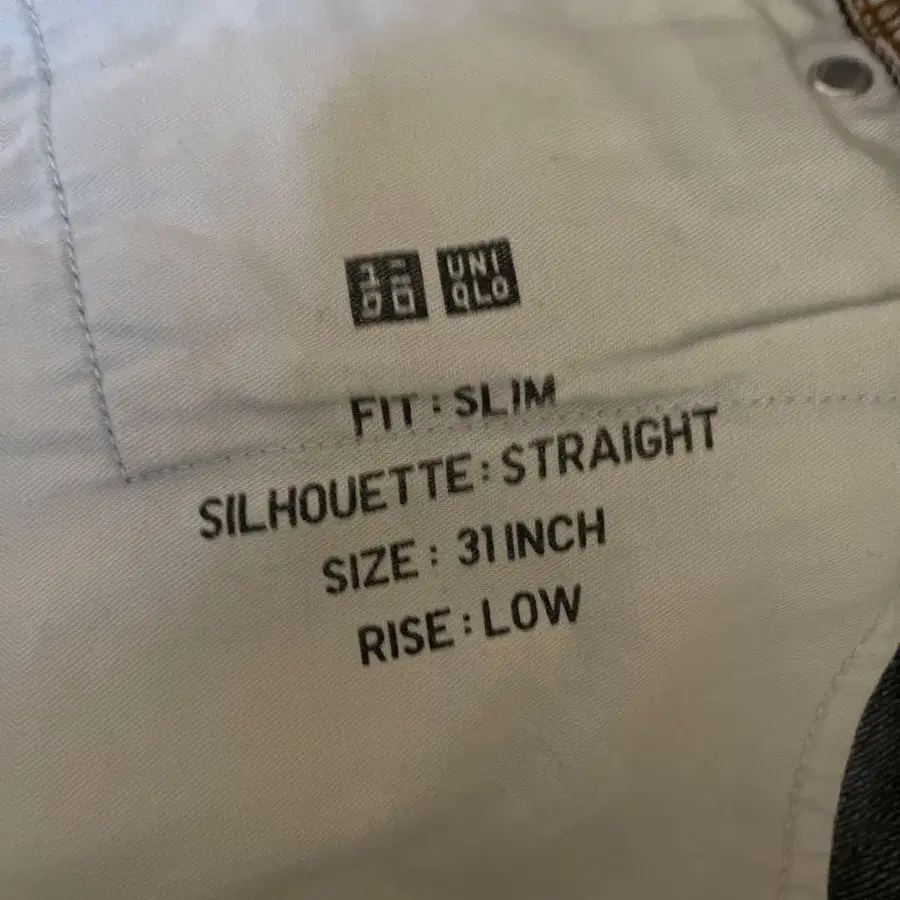 ユニ クロ
UNI QLO
FIT : SLIM
SILHOUETTE : STRAIGHT
SIZE : 31 INCH
RISE : LOW